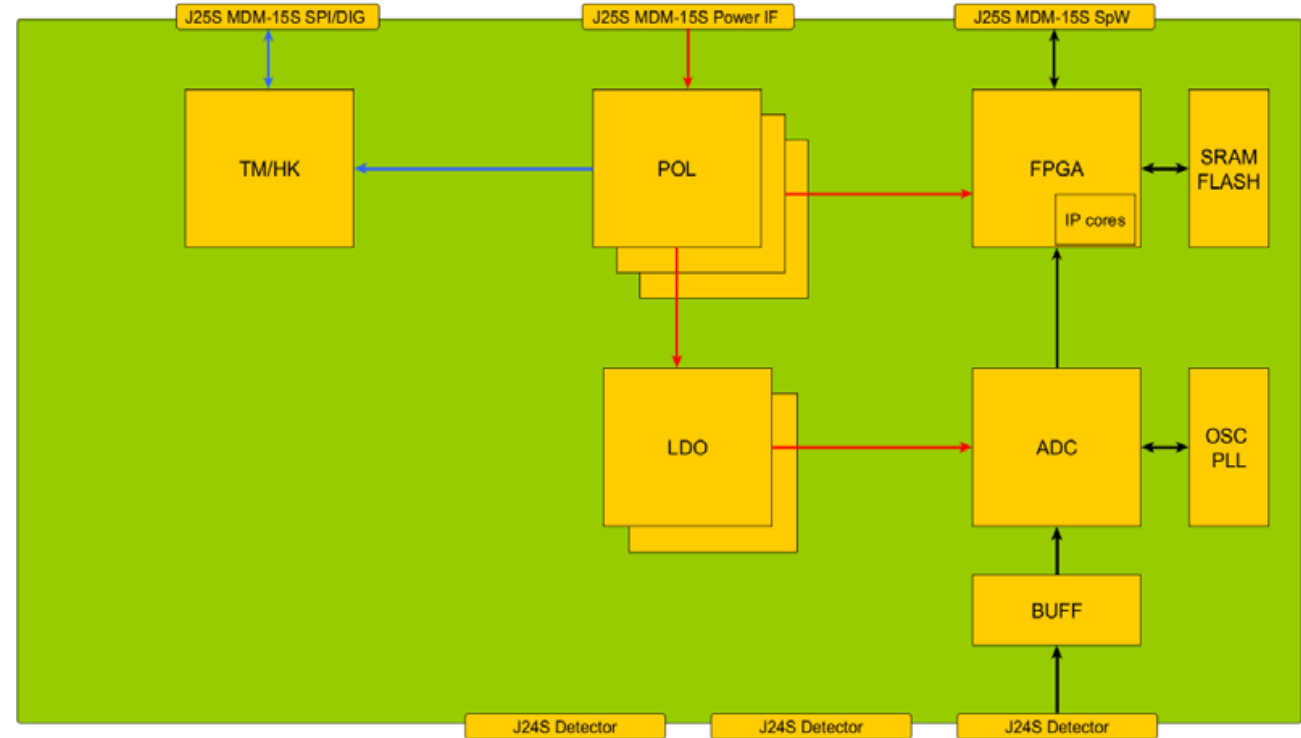 J25S MDM-15S SPI/DIG
J25S MDM-15S Power IF
J25S MDM-15S SpW
TM/HK
POL
FPGA
IP cores
SRAM
FLASH
LDO
ADC
OSC
PLL
BUFF
J24S Detector
J24S Detector
J24S Detector